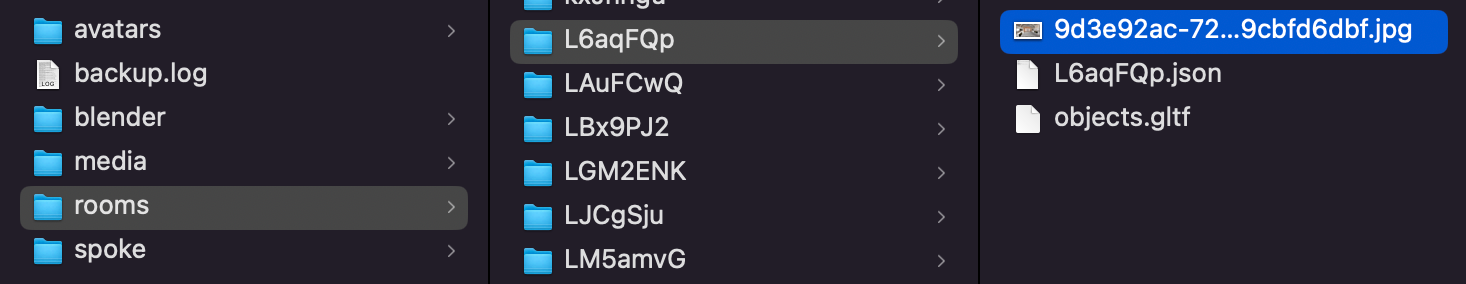 avatars
backup.log
LOG
blender
media
rooms
spoke
L6aqFQp
LAuFCwQ
LBx9PJ2
LGM2ENK
LJCgSju
LM5amvG
9d3e92ac-72...9cbfd6dbf.jpg
L6aqFQp.json
objects.gltf